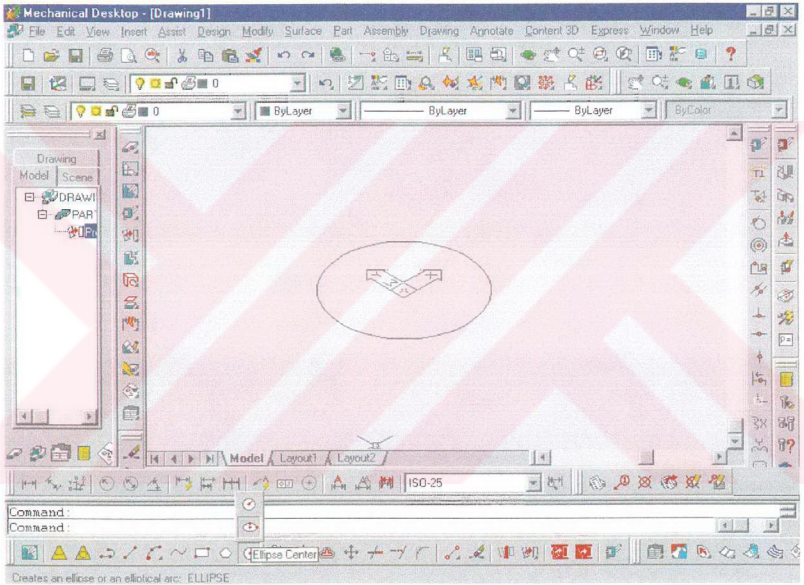 Mechanical Desktop - [Drawing1]
File Edit View Insert Assist Design Modify Surface Part Assembly Drawing Annotate Content 3D Express Window Help
0
0 ByLayer ByLayer ByLayer ByColor
Drawing
Model Scene
DRAWI
PAR
Model Layout1 Layout2
ISO-25
Command:
Command:
Ellipse Center
Creates an ellipse or an elliptical arc: ELLIPSE